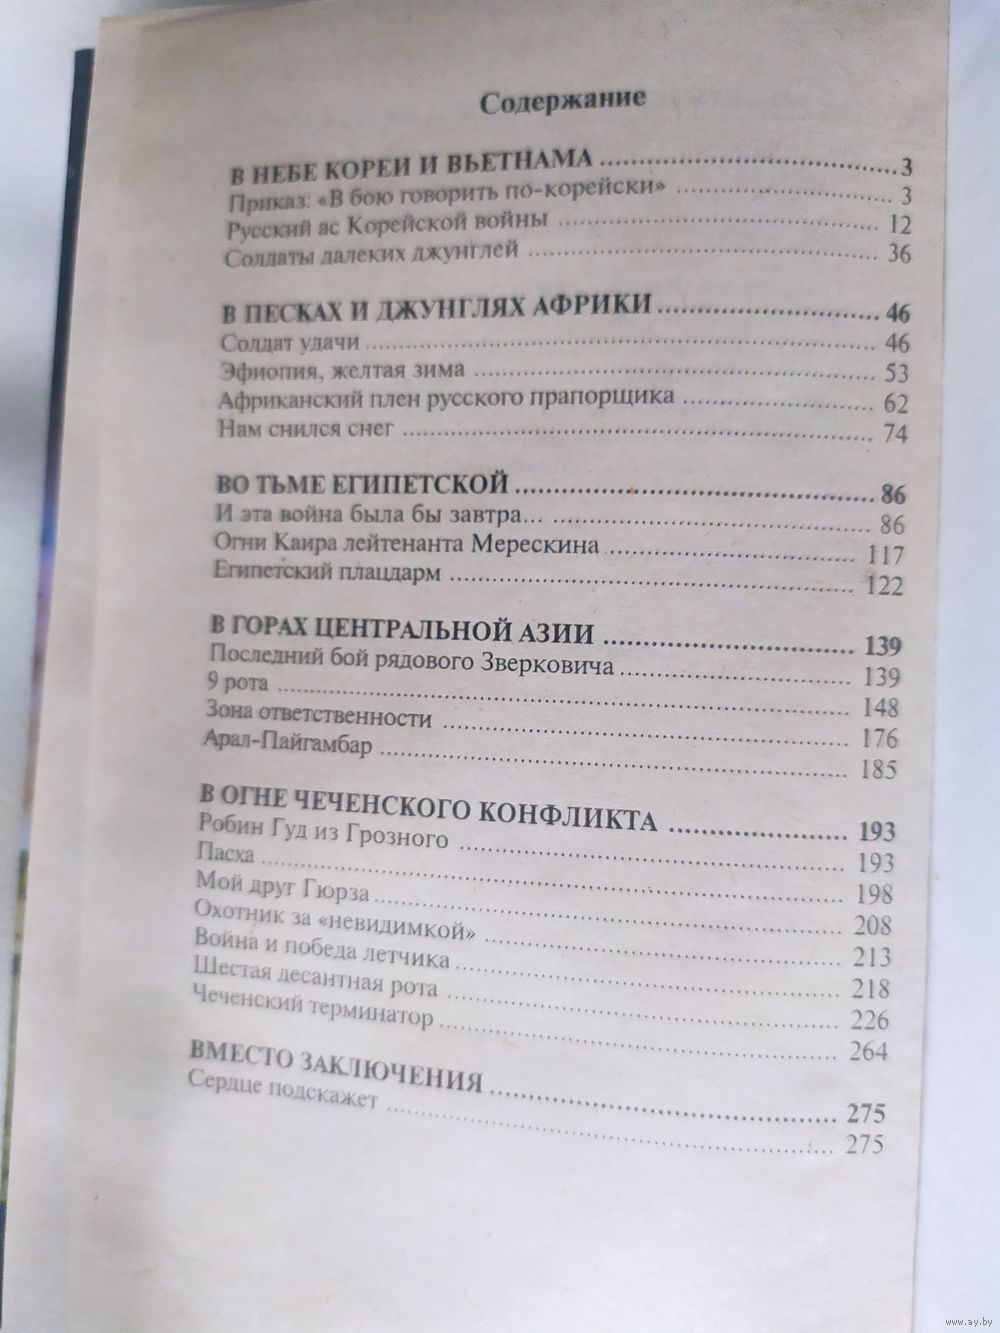 Содержание
В НЕБЕ КОРЕИ И ВЬЕТНАМА ........................................ 3
Приказ: «В бою говорить по-корейски» .............................. 3
Русский ас Корейской войны ............................................. 12
Солдаты далеких джунглей .................................................. 36
В ПЕСКАХ И ДЖУНГЛЯХ АФРИКИ ............................ 46
Солдат удачи ..................................................................... 46
Эфиопия, желтая зима ....................................................... 53
Африканский плен русского прапорщика ........................... 62
Нам снился снег ................................................................ 74
ВО ТЬМЕ ЕГИПЕТСКОЙ ................................................ 86
И эта война была бы завтра... ............................................ 86
Огни Каира лейтенанта Мерескина .................................... 117
Египетский плацдарм ........................................................ 122
В ГОРАХ ЦЕНТРАЛЬНОЙ АЗИИ .................................. 139
Последний бой рядового Зверковича ................................ 139
9 рота ............................................................................... 148
Зона ответственности ....................................................... 176
Арал-Пайгамбар ............................................................... 185
В ОГНЕ ЧЕЧЕНСКОГО КОНФЛИКТА ........................ 193
Робин Гуд из Грозного ...................................................... 193
Пасха ................................................................................ 198
Мой друг Гюрза ................................................................ 208
Охотник за «невидимкой» ................................................. 213
Война и победа летчика .................................................... 218
Шестая десантная рота ..................................................... 226
Чеченский терминатор ...................................................... 264
ВМЕСТО ЗАКЛЮЧЕНИЯ ............................................... 275
Сердце подскажет ............................................................. 275
www.ay.by